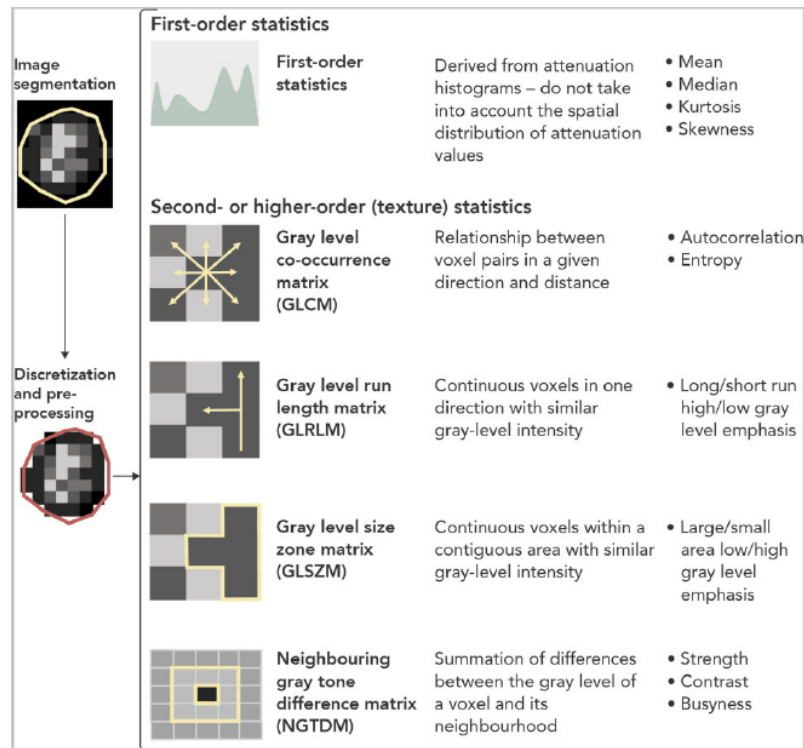 First-order statistics
Image
segmentation
First-order
statistics
Derived from attenuation
histograms – do not take
into account the spatial
distribution of attenuation
values
• Mean
• Median
• Kurtosis
• Skewness
Second- or higher-order (texture) statistics
Gray level
co-occurrence
matrix
(GLCM)
Relationship between
voxel pairs in a given
direction and distance
• Autocorrelation
• Entropy
Discretization
and pre-
processing
Gray level run
length matrix
(GLRLM)
Continuous voxels in one
direction with similar
gray-level intensity
• Long/short run
high/low gray
level emphasis
Gray level size
zone matrix
(GLSZM)
Continuous voxels within a
contiguous area with similar
gray-level intensity
• Large/small
area low/high
gray level
emphasis
Neighbouring
gray tone
difference matrix
(NGTDM)
Summation of differences
between the gray level of
a voxel and its
neighbourhood
• Strength
• Contrast
• Busyness